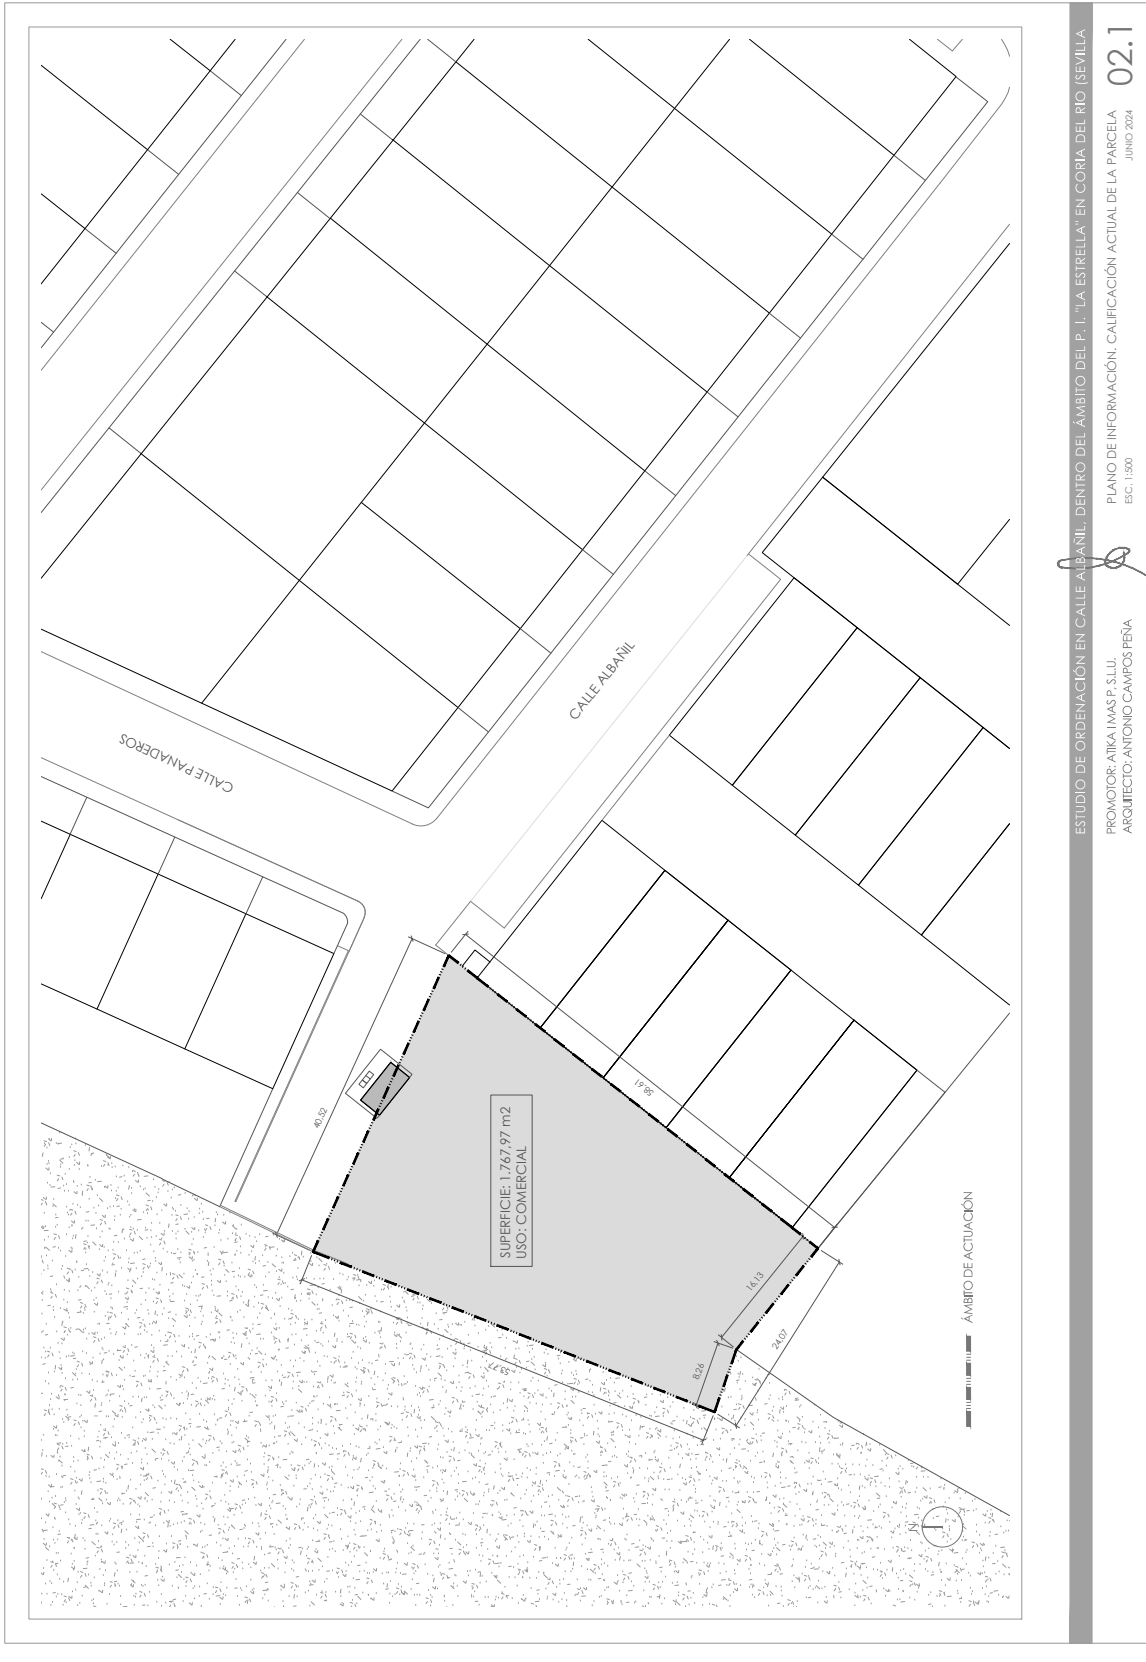 CALLE PANADEROS
CALLE ALBAÑIL
40,52
58,61
SUPERFICIE: 1.767,97 m2
USO: COMERCIAL
16,13
8,26
24,07
ÁMBITO DE ACTUACIÓN
N
ESTUDIO DE ORDENACIÓN EN CALLE ALBAÑIL, DENTRO DEL ÁMBITO DEL P. I. "LA ESTRELLA" EN CORIA DEL RÍO (SEVILLA
PROMOTOR: ATIKA I MAS P, S.L.U.
ARQUITECTO: ANTONIO CAMPOS PEÑA
PLANO DE INFORMACIÓN. CALIFICACIÓN ACTUAL DE LA PARCELA
ESC. 1:500
JUNIO 2024
02.1